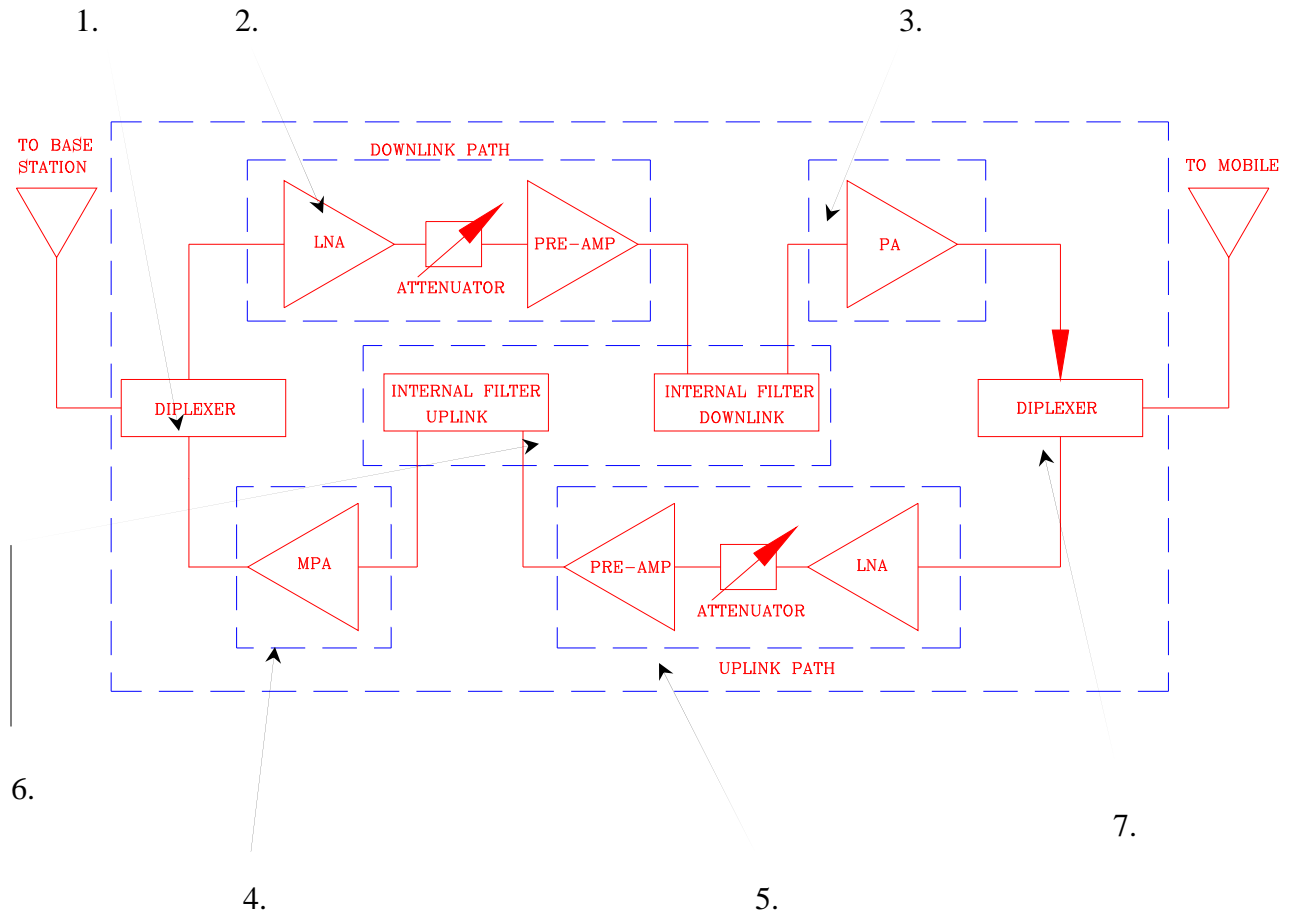 1.
2.
3.
TO BASE
STATION
DOWNLINK PATH
TO MOBILE
LNA
ATTENUATOR
PRE-AMP
PA
DIPLEXER
INTERNAL FILTER
UPLINK
INTERNAL FILTER
DOWNLINK
DIPLEXER
MPA
PRE-AMP
ATTENUATOR
LNA
UPLINK PATH
6.
7.
4.
5.